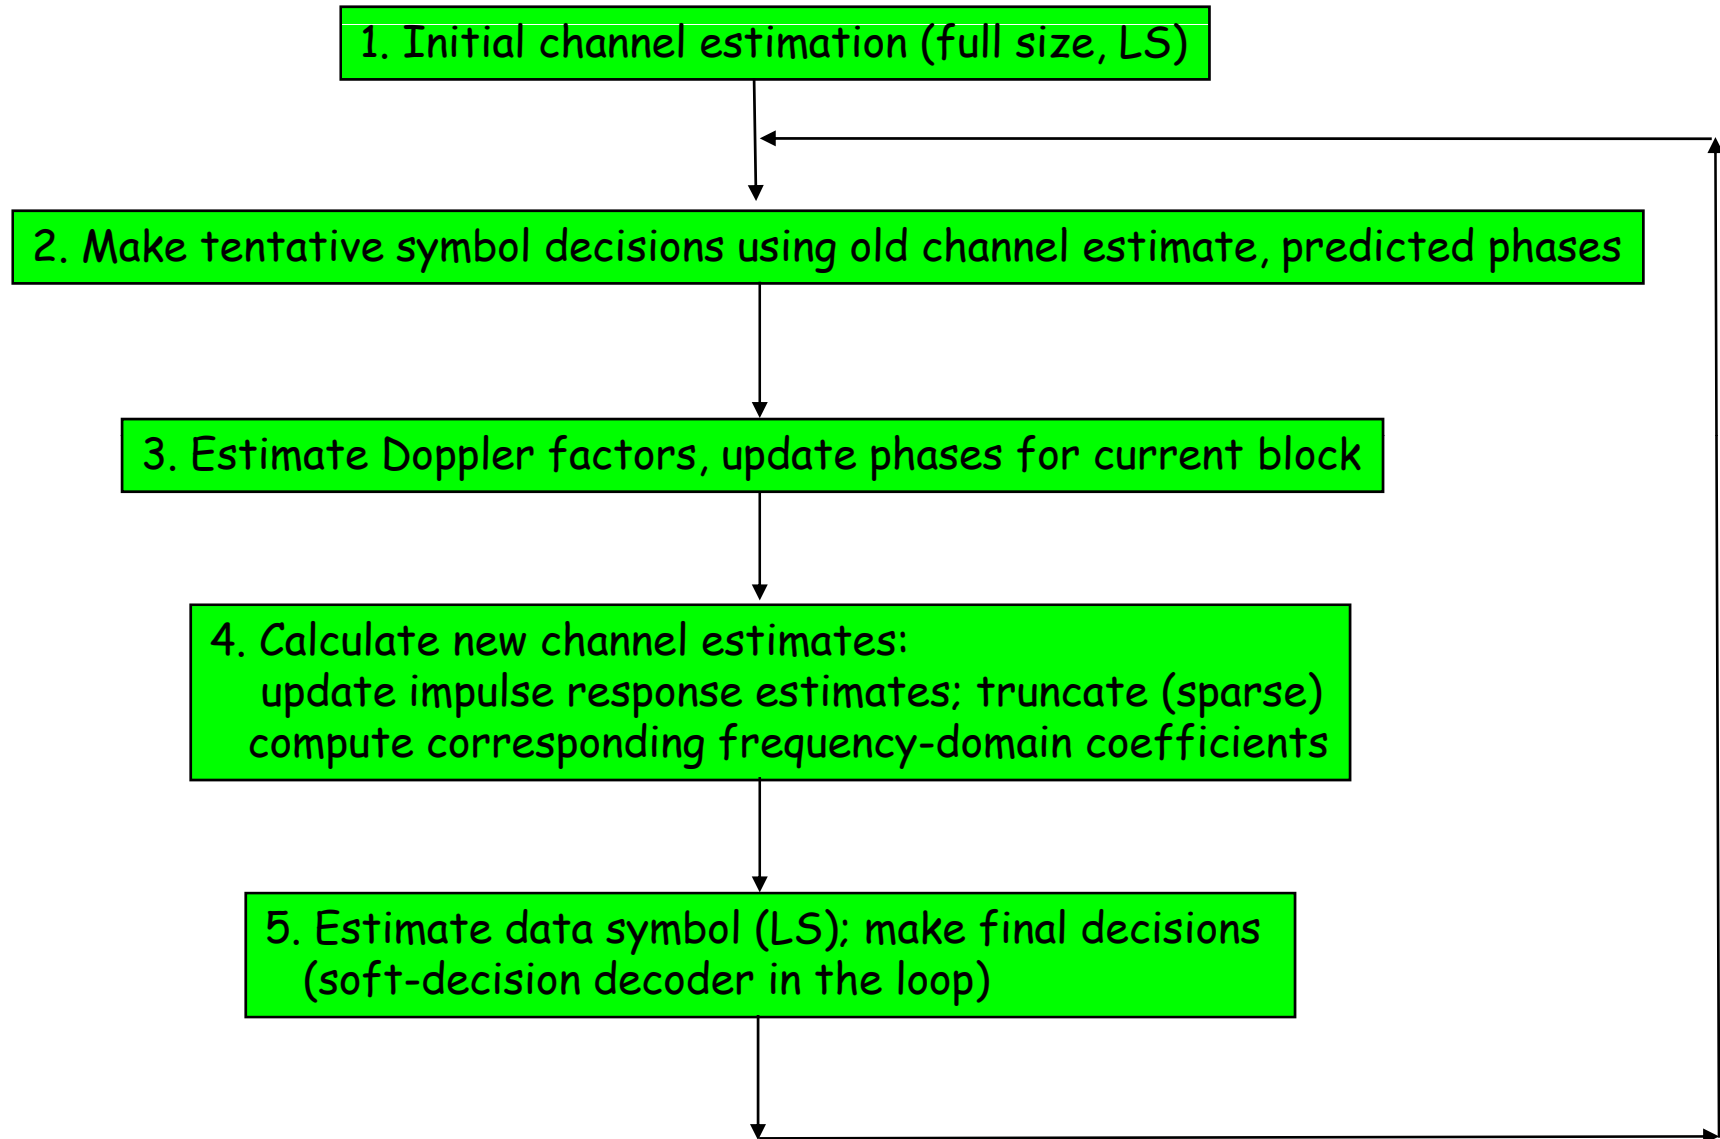 1. Initial channel estimation (full size, LS)
2. Make tentative symbol decisions using old channel estimate, predicted phases
3. Estimate Doppler factors, update phases for current block
4. Calculate new channel estimates:
update impulse response estimates; truncate (sparse)
compute corresponding frequency-domain coefficients
5. Estimate data symbol (LS); make final decisions
(soft-decision decoder in the loop)